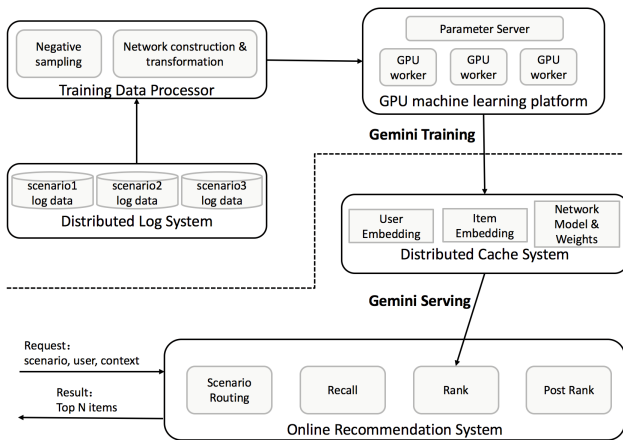 Negative
sampling
Network construction &
transformation
Training Data Processor
Parameter Server
GPU
worker
GPU
worker
GPU
worker
GPU machine learning platform
Gemini Training
scenario1
log data
scenario2
log data
scenario3
log data
Distributed Log System
User
Embedding
Item
Embedding
Network
Model &
Weights
Distributed Cache System
Gemini Serving
Request:
scenario, user, context
Result:
Top N items
Scenario
Routing
Recall
Rank
Post Rank
Online Recommendation System